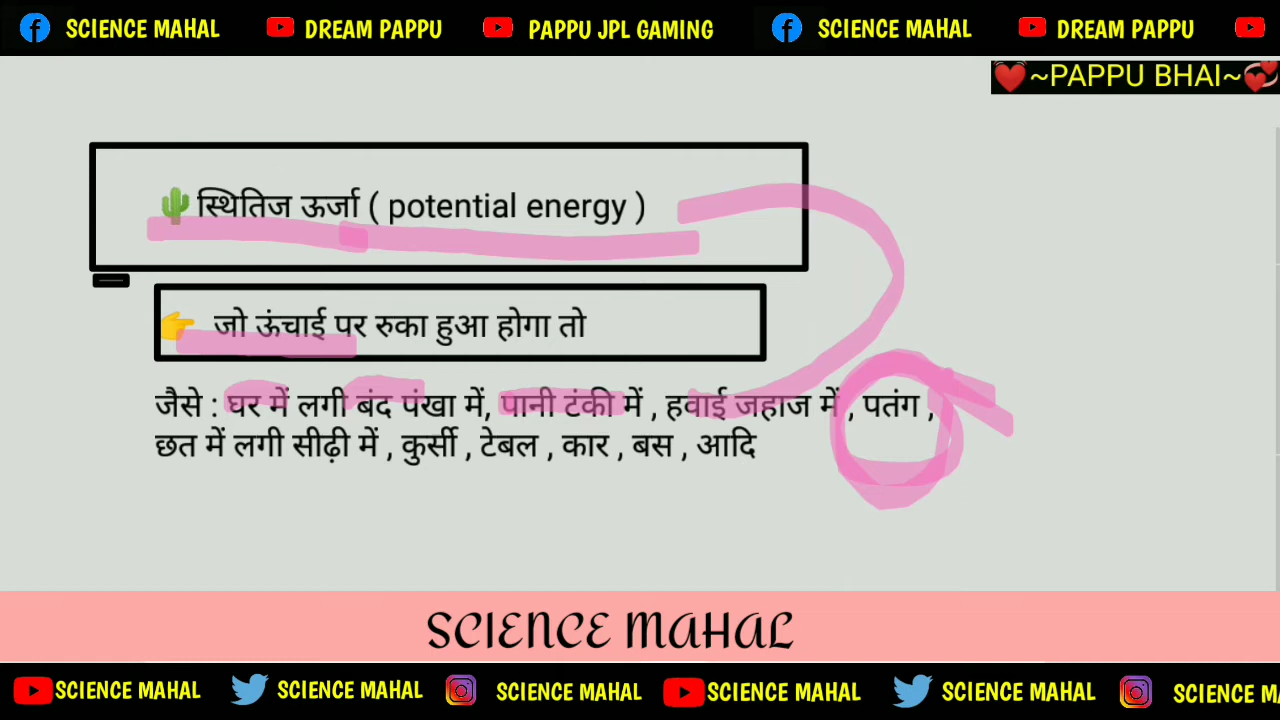 SCIENCE MAHAL DREAM PAPPU PAPPU JPL GAMING SCIENCE MAHAL DREAM PAPPU
~PAPPU BHAI~
स्थितिज ऊर्जा ( potential energy )
जो ऊंचाई पर रुका हुआ होगा तो
जैसे : घर में लगी बंद पंखा में, पानी टंकी में , हवाई जहाज में , पतंग ,
छत में लगी सीढ़ी में , कुर्सी , टेबल , कार , बस , आदि
SCIENCE MAHAL
SCIENCE MAHAL SCIENCE MAHAL SCIENCE MAHAL SCIENCE MAHAL SCIENCE MAHAL SCIENCE MA